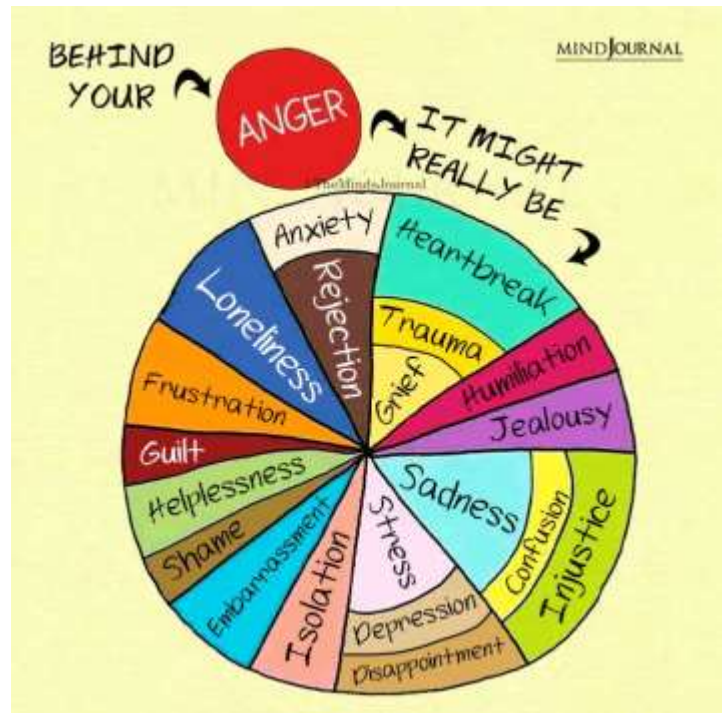 BEHIND
YOUR
ANGER
MINDJOURNAL
IT MIGHT
REALLY BE
©TheMindsJournal
Anxiety
Rejection
Heartbreak
Trauma
Grief
Humiliation
Jealousy
Sadness
Confusion
Injustice
Stress
Depression
Disappointment
Isolation
Embarrassment
Shame
Helplessness
Guilt
Frustration
Loneliness